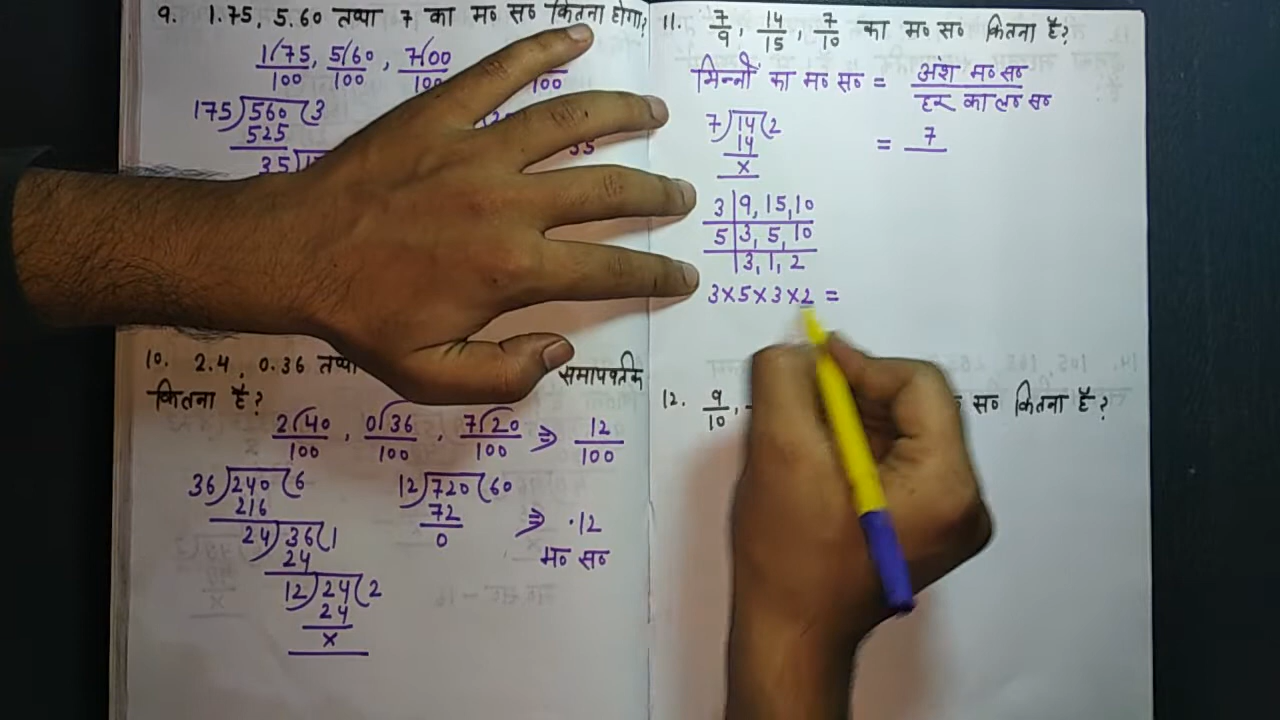 9. 1.75, 5.60 तथा 7 का म० स० कितना होगा?
1/75, 5/60, 7/00
100 100 100 100
175)560(3
525
35
10. 2.4, 0.36 तथा समापवर्तक
कितना है?
2/40, 0/36, 7/20 ⇒ 12
100 100 100 100
36)240(6
216
24)36(1
24
12)24(2
24
×
12)720(60
72
0
⇒ .12
म० स०
11. 7/9, 14/15, 7/10 का म० स० कितना है?
भिन्नों का म० स० = अंश म० स०
हर का ल० स०
7)14(2
14
×
= 7
3|9, 15, 10
5|3, 5, 10
3, 1, 2
3×5×3×2 =
12. 9/10, स० कितना है?